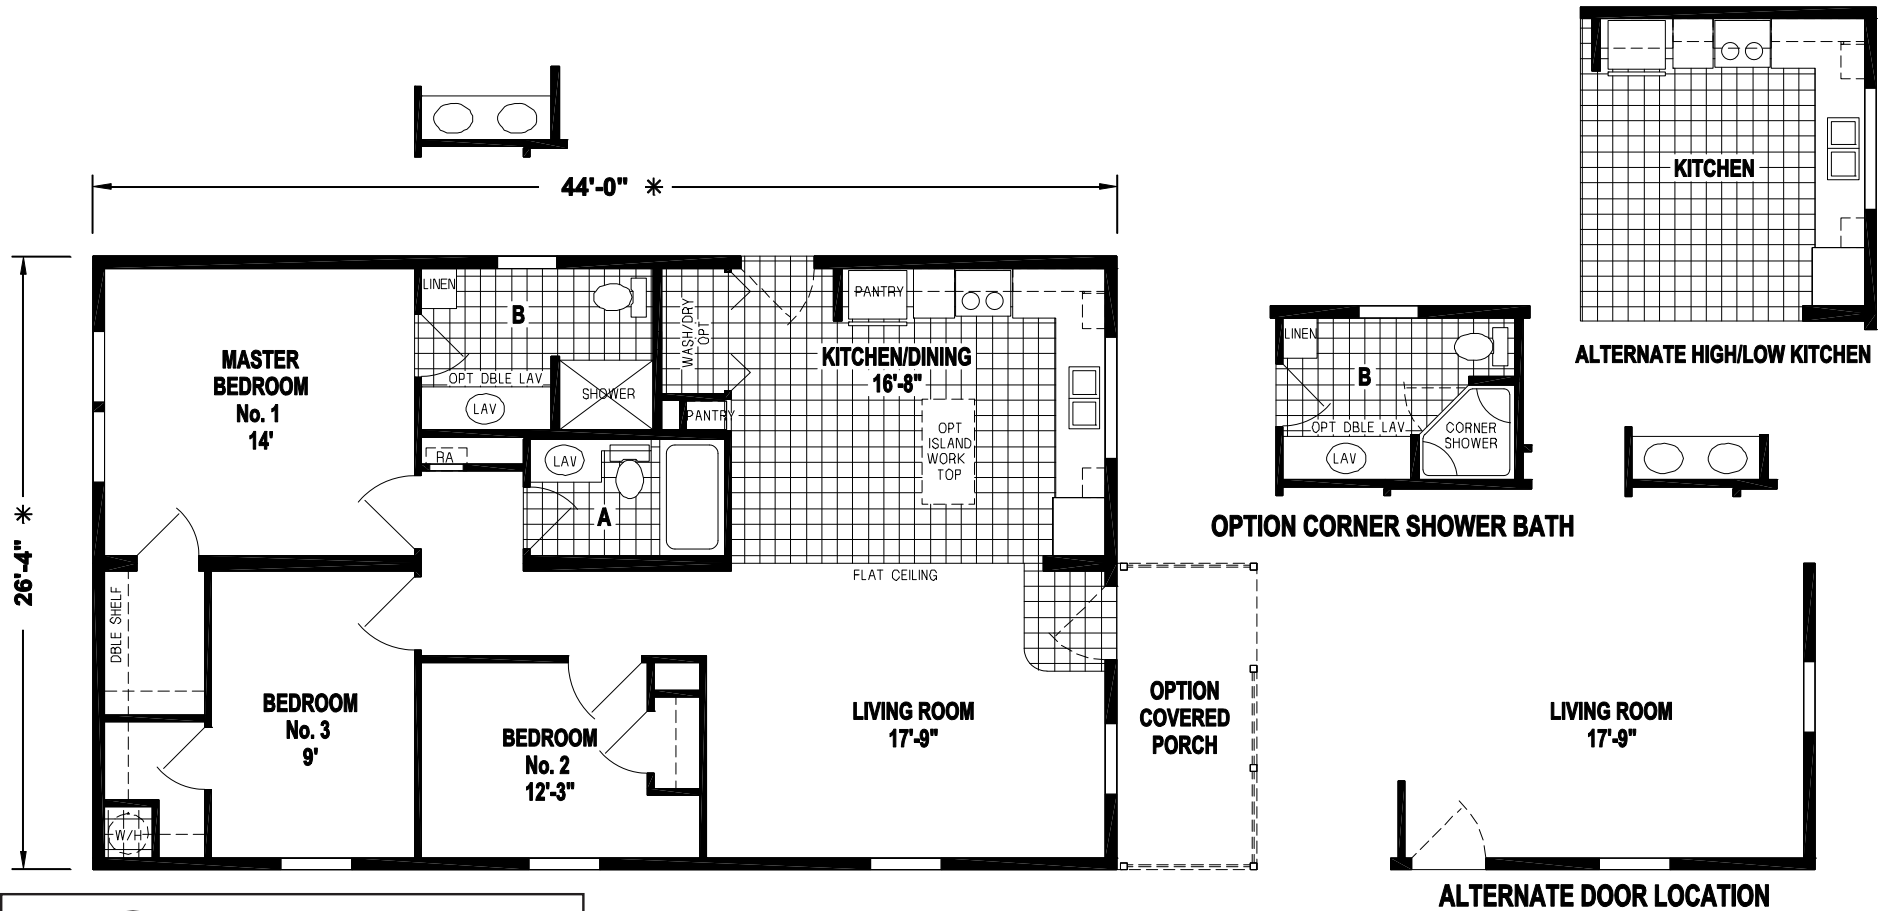 44'-0" ✳
26'-4" ✳
MASTER
BEDROOM
No. 1
14'
LINEN
B
OPT DBLE LAV
LAV
SHOWER
WASH/DRY
OPT
PANTRY
PANTRY
KITCHEN/DINING
16'-8"
OPT
ISLAND
WORK
TOP
RA
LAV
A
FLAT CEILING
DBLE SHELF
BEDROOM
No. 3
9'
W/H
BEDROOM
No. 2
12'-3"
LIVING ROOM
17'-9"
OPTION
COVERED
PORCH
KITCHEN
ALTERNATE HIGH/LOW KITCHEN
LINEN
B
OPT DBLE LAV
LAV
CORNER
SHOWER
OPTION CORNER SHOWER BATH
LIVING ROOM
17'-9"
ALTERNATE DOOR LOCATION